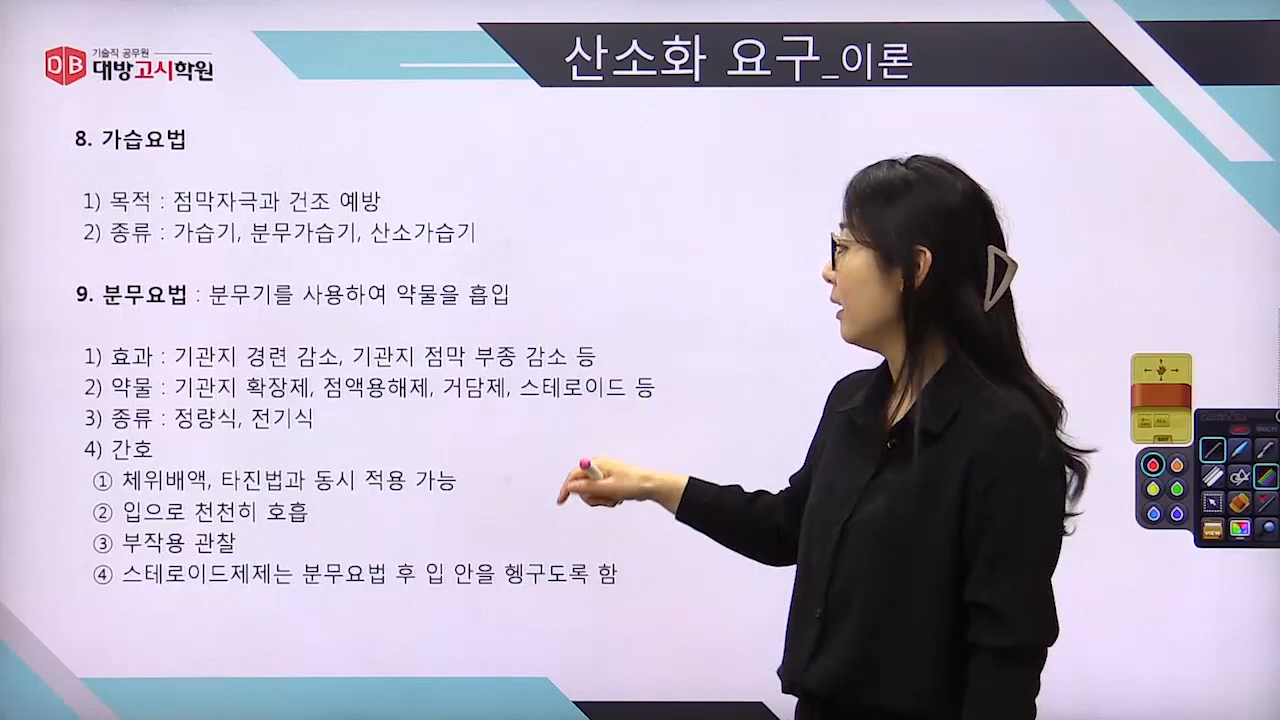 기술직 공무원
대방고시학원
산소화 요구_이론
8. 가습요법
1) 목적 : 점막자극과 건조 예방
2) 종류 : 가습기, 분무가습기, 산소가습기
9. 분무요법 : 분무기를 사용하여 약물을 흡입
1) 효과 : 기관지 경련 감소, 기관지 점막 부종 감소 등
2) 약물 : 기관지 확장제, 점액용해제, 거담제, 스테로이드 등
3) 종류 : 정량식, 전기식
4) 간호
① 체위배액, 타진법과 동시 적용 가능
② 입으로 천천히 호흡
③ 부작용 관찰
④ 스테로이드제제는 분무요법 후 입 안을 헹구도록 함